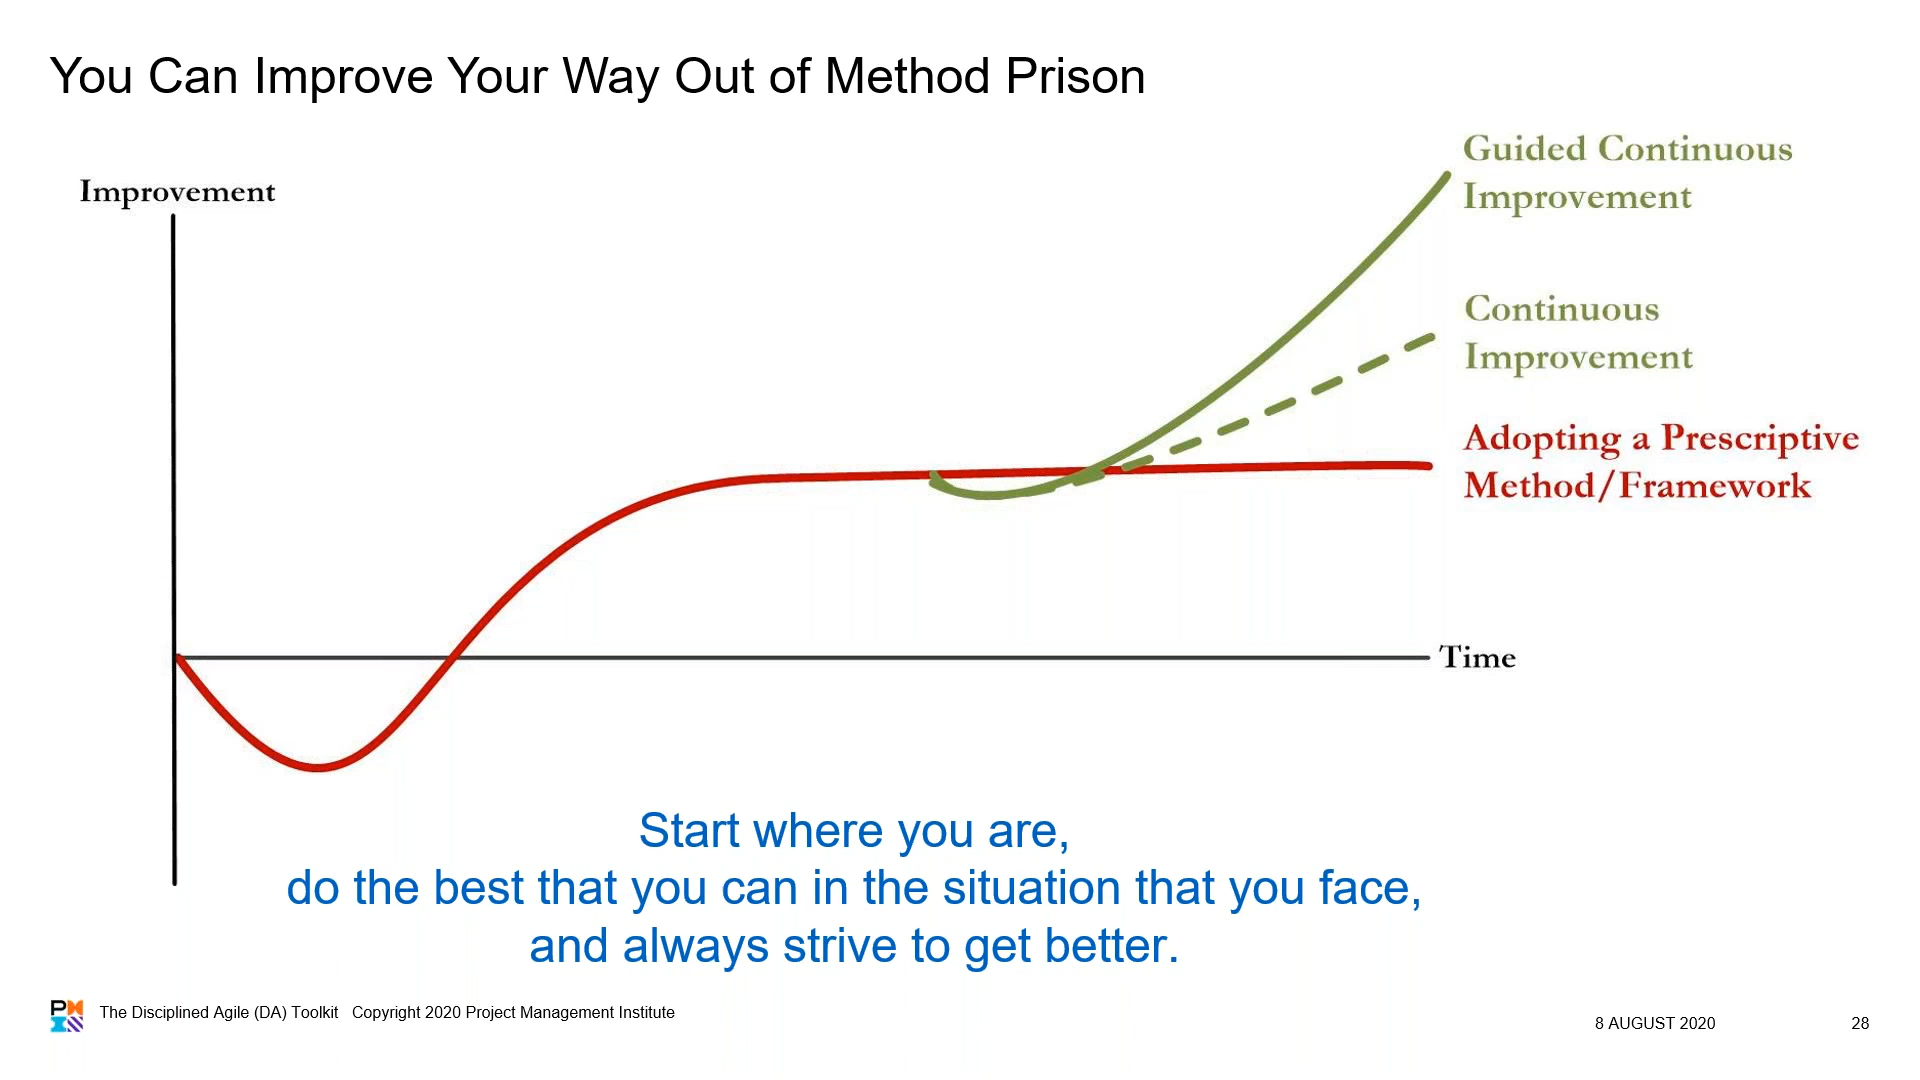 You Can Improve Your Way Out of Method Prison
Improvement
Guided Continuous
Improvement
Continuous
Improvement
Adopting a Prescriptive
Method/Framework
Time
Start where you are,
do the best that you can in the situation that you face,
and always strive to get better.
The Disciplined Agile (DA) Toolkit Copyright 2020 Project Management Institute
8 AUGUST 2020
28